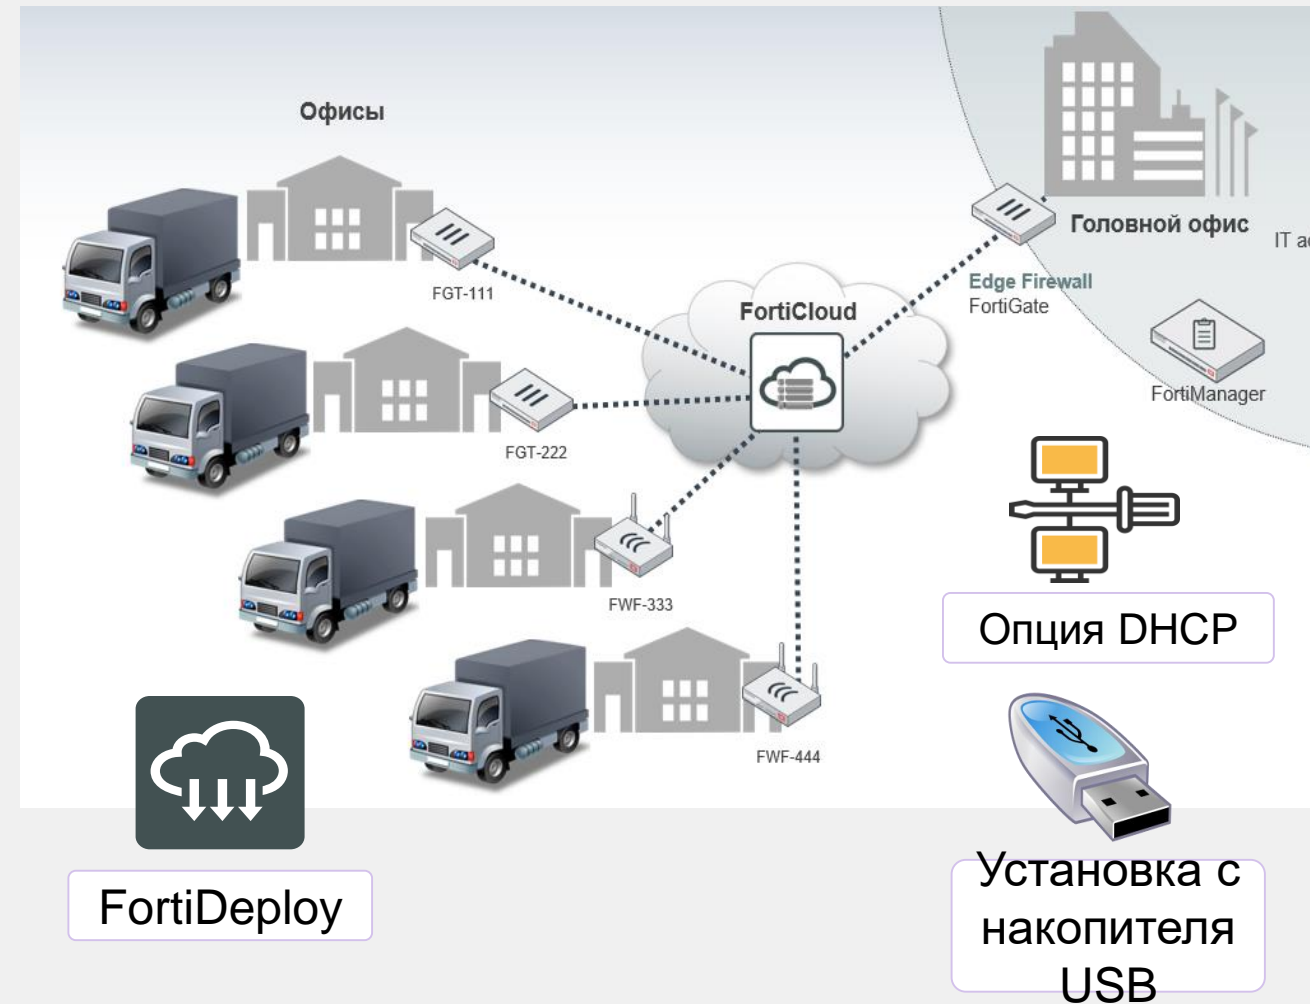 Офисы
FGT-111
FGT-222
FWF-333
FWF-444
FortiCloud
Головной офис
IT
Edge Firewall
FortiGate
FortiManager
Опция DHCP
FortiDeploy
Установка с
накопителя
USB